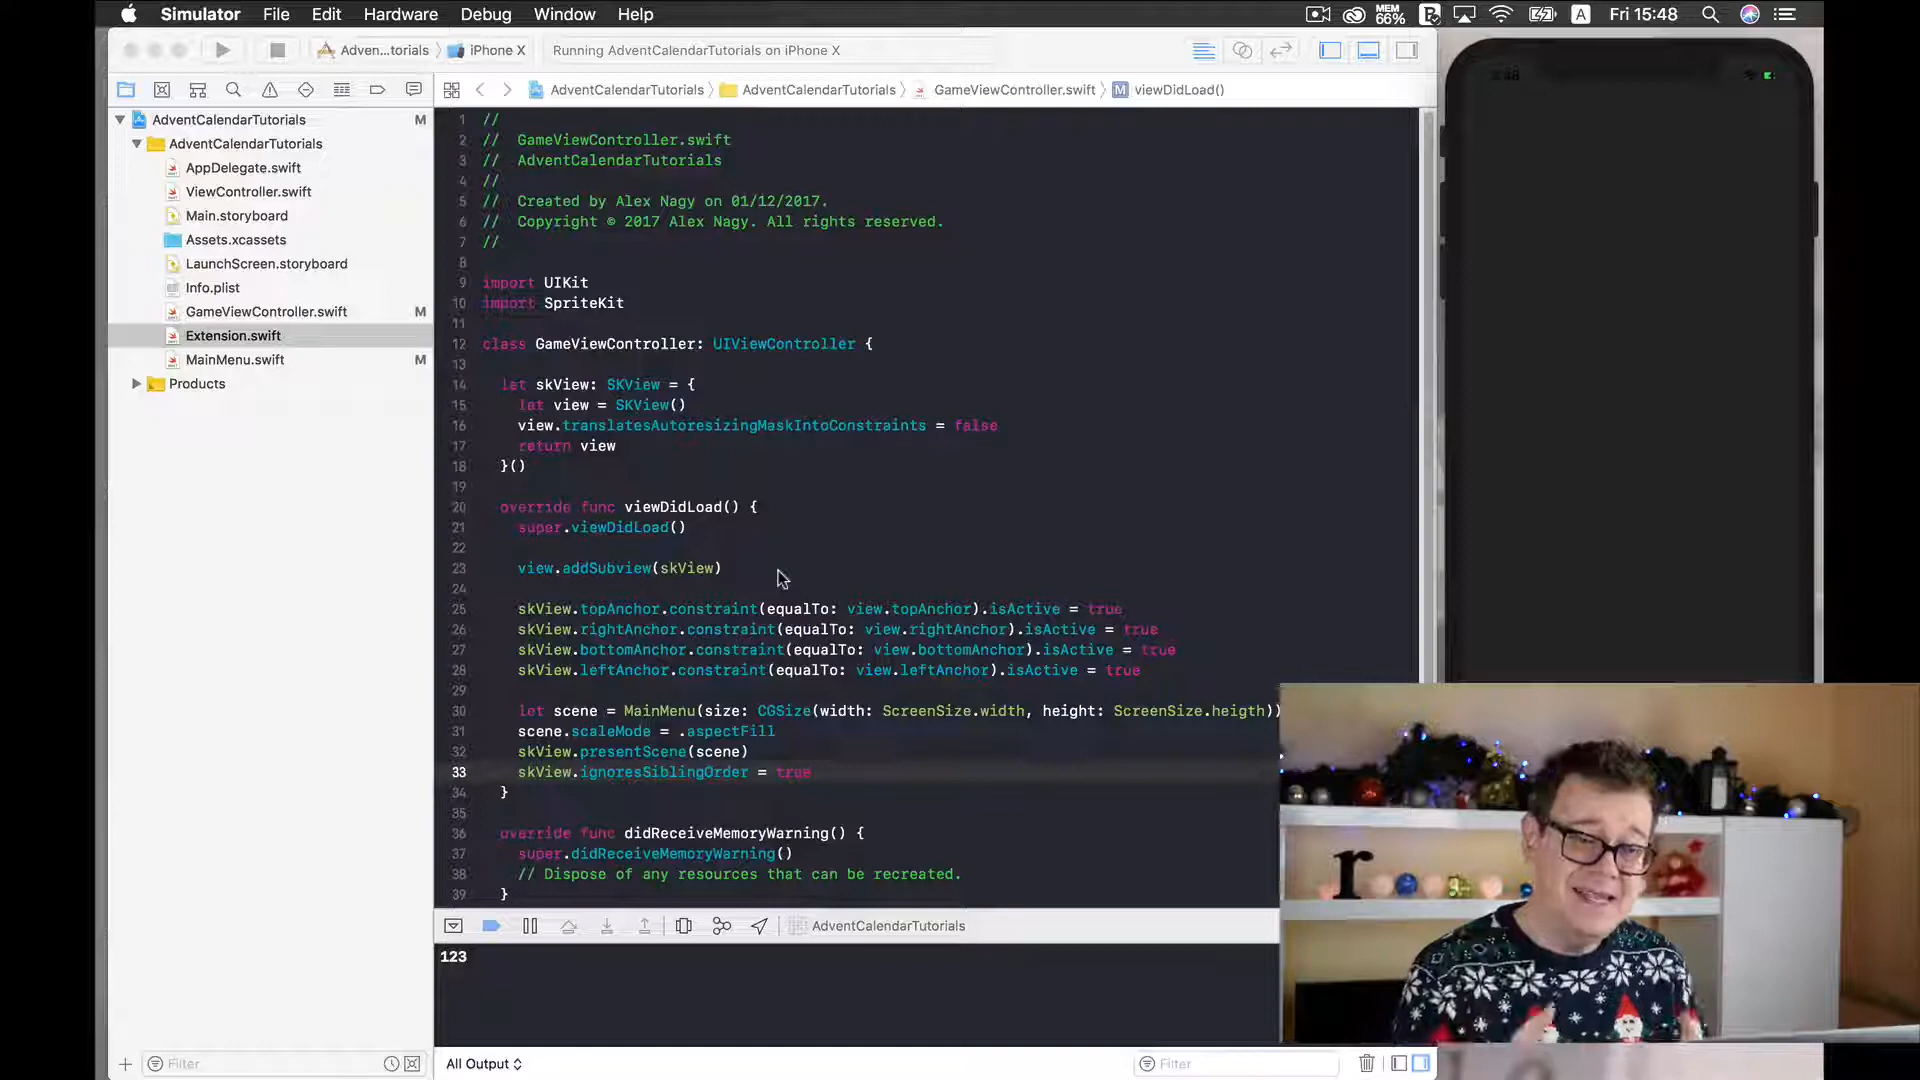 Simulator File Edit Hardware Debug Window Help MEM 66% A Fri 15:48
Adven...torials iPhone X Running AdventCalendarTutorials on iPhone X
AdventCalendarTutorials AdventCalendarTutorials GameViewController.swift M viewDidLoad()
AdventCalendarTutorials M
AdventCalendarTutorials
AppDelegate.swift
ViewController.swift
Main.storyboard
Assets.xcassets
LaunchScreen.storyboard
Info.plist
GameViewController.swift M
Extension.swift
MainMenu.swift M
Products
1 //
2 // GameViewController.swift
3 // AdventCalendarTutorials
4 //
5 // Created by Alex Nagy on 01/12/2017.
6 // Copyright © 2017 Alex Nagy. All rights reserved.
7 //
8
9 import UIKit
10 import SpriteKit
11
12 class GameViewController: UIViewController {
13
14 let skView: SKView = {
15 let view = SKView()
16 view.translatesAutoresizingMaskIntoConstraints = false
17 return view
18 }()
19
20 override func viewDidLoad() {
21 super.viewDidLoad()
22
23 view.addSubview(skView)
24
25 skView.topAnchor.constraint(equalTo: view.topAnchor).isActive = true
26 skView.rightAnchor.constraint(equalTo: view.rightAnchor).isActive = true
27 skView.bottomAnchor.constraint(equalTo: view.bottomAnchor).isActive = true
28 skView.leftAnchor.constraint(equalTo: view.leftAnchor).isActive = true
29
30 let scene = MainMenu(size: CGSize(width: ScreenSize.width, height: ScreenSize.heigth))
31 scene.scaleMode = .aspectFill
32 skView.presentScene(scene)
33 skView.ignoresSiblingOrder = true
34 }
35
36 override func didReceiveMemoryWarning() {
37 super.didReceiveMemoryWarning()
38 // Dispose of any resources that can be recreated.
39 }
AdventCalendarTutorials
123
Filter
All Output
Filter
r